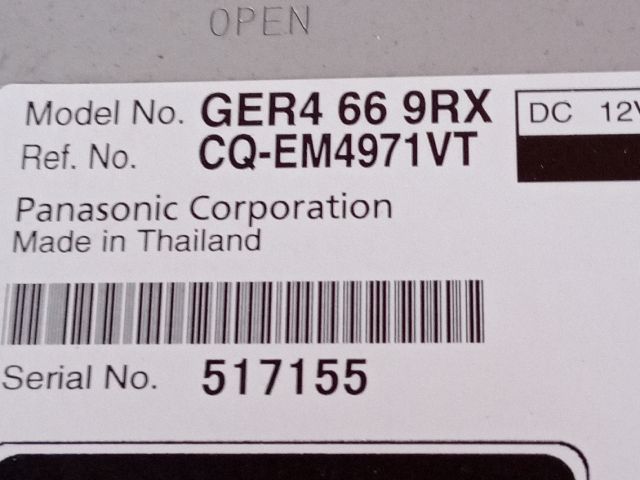 OPEN
Model No. GER4 66 9RX
DC 12V
Ref. No. CQ-EM4971VT
Panasonic Corporation
Made in Thailand
Serial No. 517155